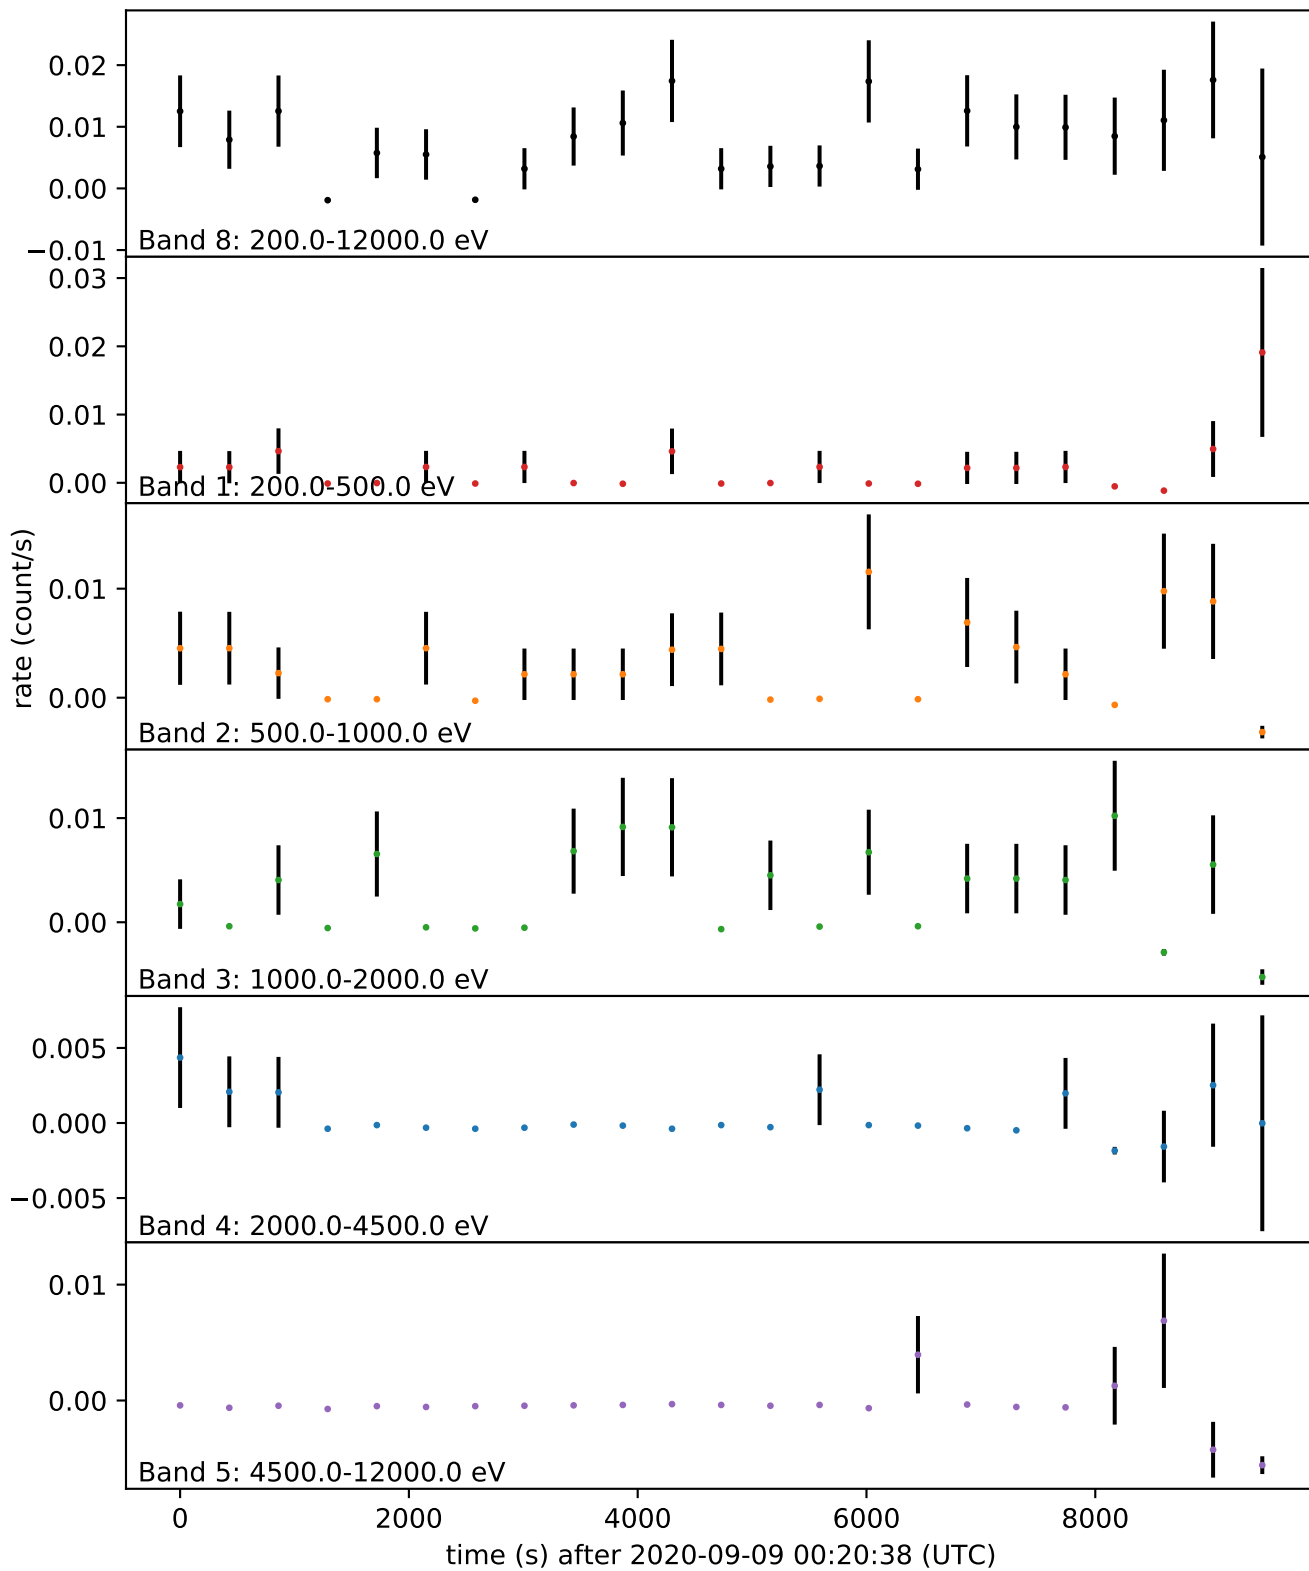 0.02
0.01
0.00
−0.01
Band 8: 200.0-12000.0 eV
0.03
0.02
0.01
0.00
Band 1: 200.0-500.0 eV
0.01
0.00
Band 2: 500.0-1000.0 eV
rate (count/s)
0.01
0.00
Band 3: 1000.0-2000.0 eV
0.005
0.000
−0.005
Band 4: 2000.0-4500.0 eV
0.01
0.00
Band 5: 4500.0-12000.0 eV
0 2000 4000 6000 8000
time (s) after 2020-09-09 00:20:38 (UTC)